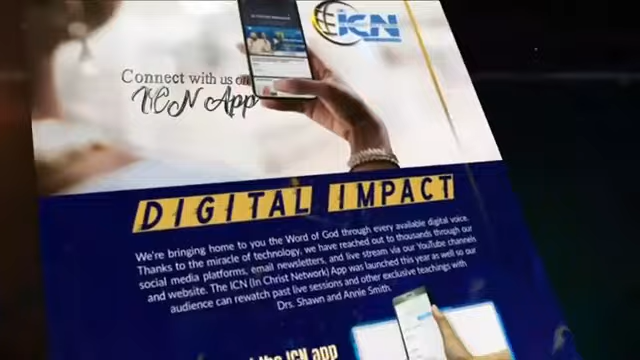 ICN
Connect with us on
ICN App
DIGITAL IMPACT
We're bringing home to you the Word of God through every available digital voice.
Thanks to the miracle of technology, we have reached out to thousands through our
social media platforms, email newsletters, and live stream via our YouTube channels
and website. The ICN (In Christ Network) App was launched this year as well so our
audience can rewatch past live sessions and other exclusive teachings with
Drs. Shawn and Annie Smith.
the ICN app